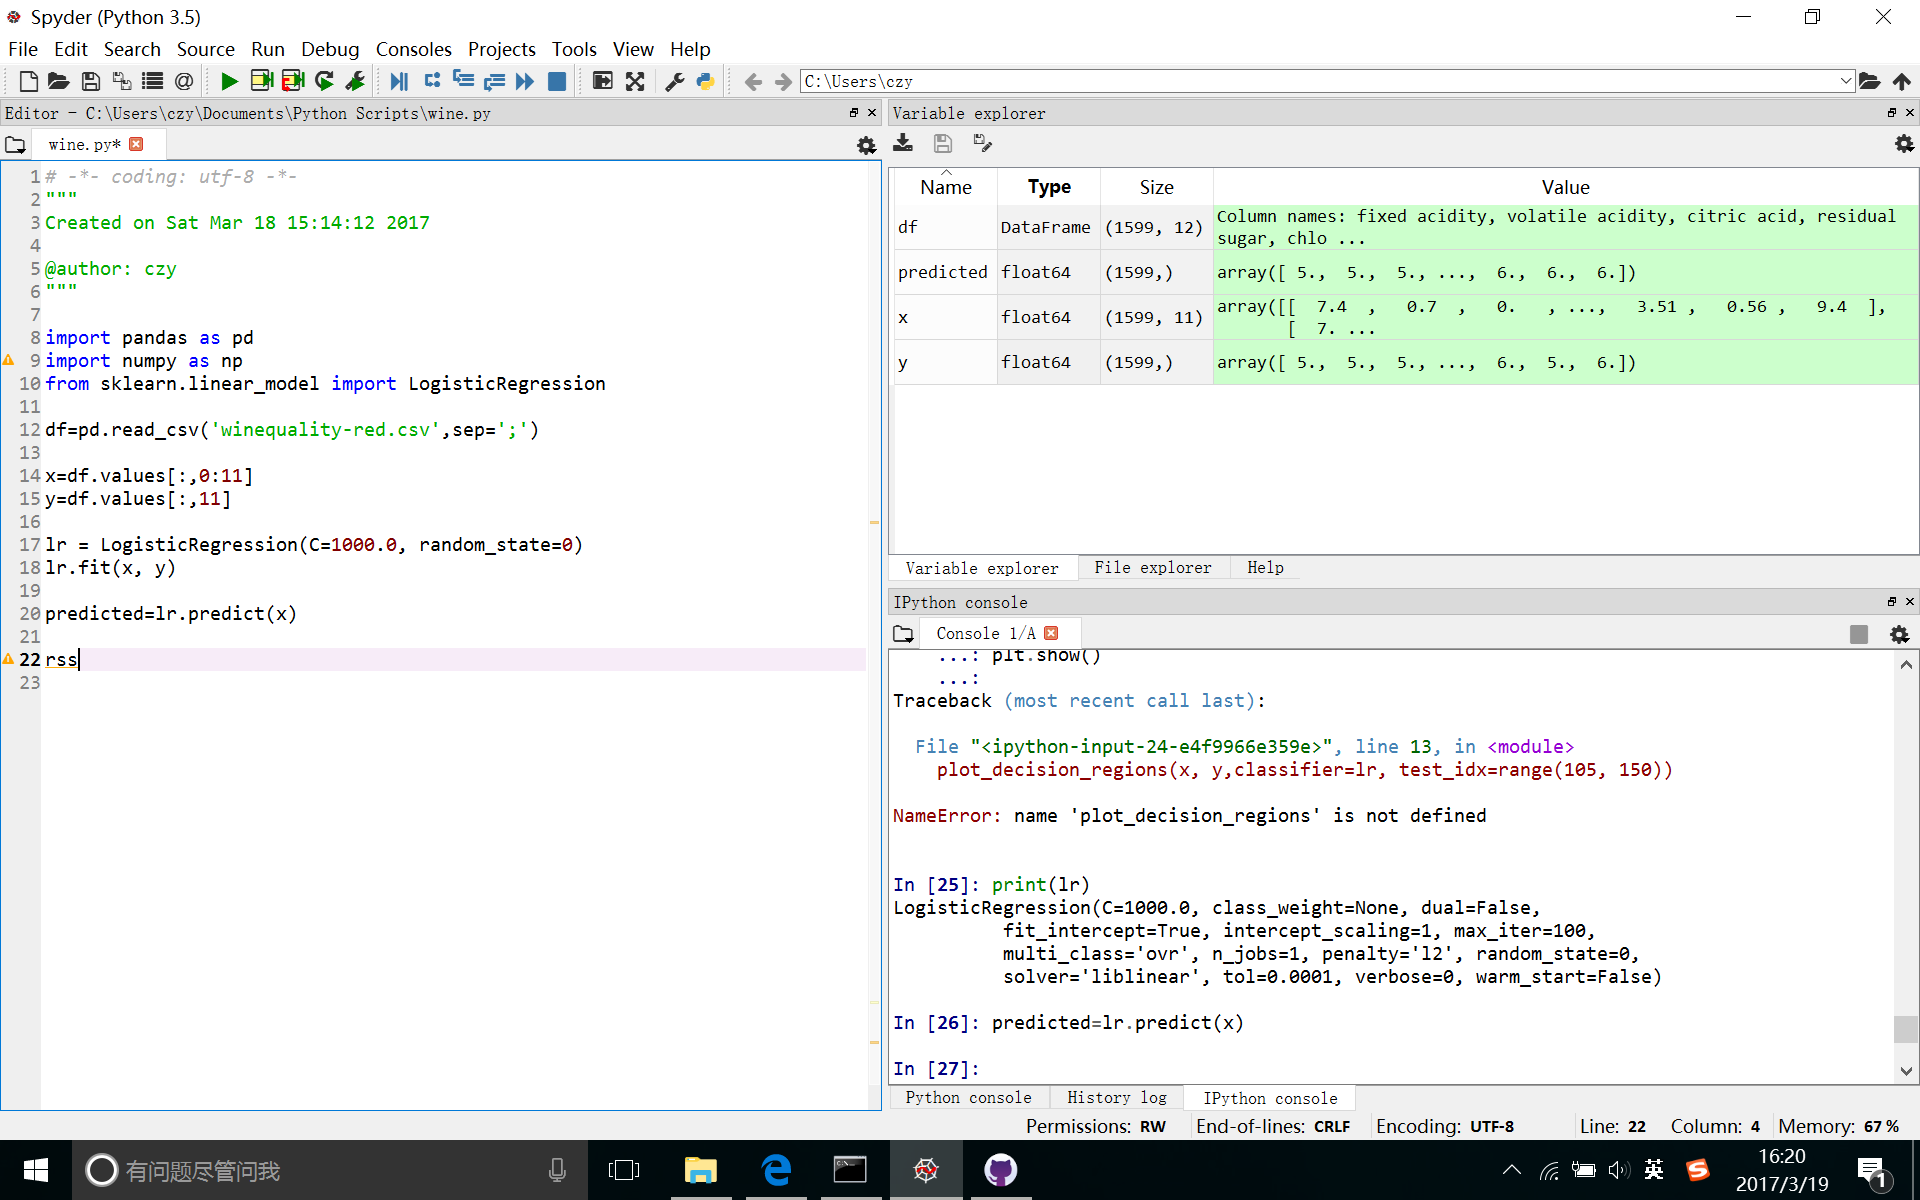 Spyder (Python 3.5)
File Edit Search Source Run Debug Consoles Projects Tools View Help
C:\Users\czy
Editor - C:\Users\czy\Documents\Python Scripts\wine.py
wine.py*
1 # -*- coding: utf-8 -*-
2 """
3 Created on Sat Mar 18 15:14:12 2017
4
5 @author: czy
6 """
7
8 import pandas as pd
9 import numpy as np
10 from sklearn.linear_model import LogisticRegression
11
12 df=pd.read_csv('winequality-red.csv',sep=';')
13
14 x=df.values[:,0:11]
15 y=df.values[:,11]
16
17 lr = LogisticRegression(C=1000.0, random_state=0)
18 lr.fit(x, y)
19
20 predicted=lr.predict(x)
21
22 rss
23
Variable explorer
Name Type Size Value
df DataFrame (1599, 12) Column names: fixed acidity, volatile acidity, citric acid, residual
sugar, chlo ...
predicted float64 (1599,) array([ 5., 5., 5., ..., 6., 6., 6.])
x float64 (1599, 11) array([[ 7.4 , 0.7 , 0. , ..., 3.51 , 0.56 , 9.4 ],
[ 7. ...
y float64 (1599,) array([ 5., 5., 5., ..., 6., 5., 6.])
Variable explorer File explorer Help
IPython console
Console 1/A
...: plt.show()
...:
Traceback (most recent call last):
File "<ipython-input-24-e4f9966e359e>", line 13, in <module>
plot_decision_regions(x, y,classifier=lr, test_idx=range(105, 150))
NameError: name 'plot_decision_regions' is not defined
In [25]: print(lr)
LogisticRegression(C=1000.0, class_weight=None, dual=False,
fit_intercept=True, intercept_scaling=1, max_iter=100,
multi_class='ovr', n_jobs=1, penalty='l2', random_state=0,
solver='liblinear', tol=0.0001, verbose=0, warm_start=False)
In [26]: predicted=lr.predict(x)
In [27]:
Python console History log IPython console
Permissions: RW End-of-lines: CRLF Encoding: UTF-8 Line: 22 Column: 4 Memory: 67 %
有问题尽管问我
英
16:20
2017/3/19
1